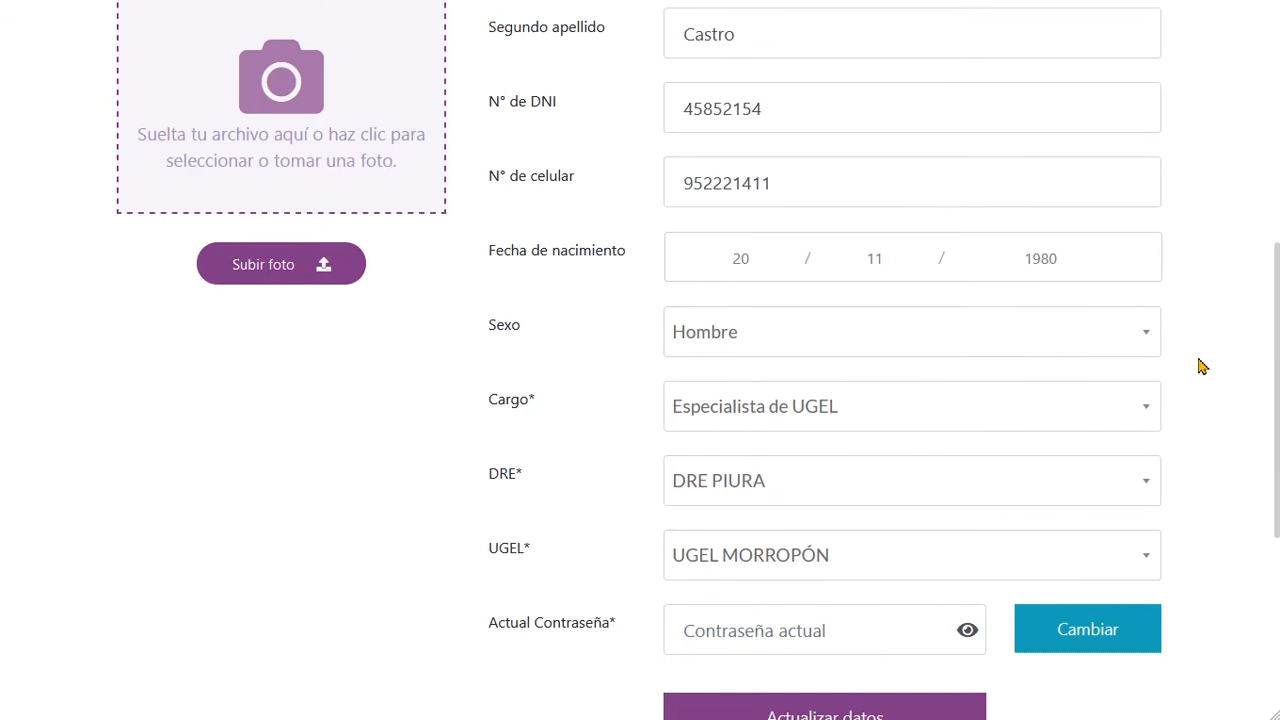 Segundo apellido
Castro
N° de DNI
45852154
Suelta tu archivo aquí o haz clic para
seleccionar o tomar una foto.
N° de celular
952221411
Subir foto
Fecha de nacimiento
20 / 11 / 1980
Sexo
Hombre
Cargo*
Especialista de UGEL
DRE*
DRE PIURA
UGEL*
UGEL MORROPÓN
Actual Contraseña*
Contraseña actual
Cambiar
Actualizar datos